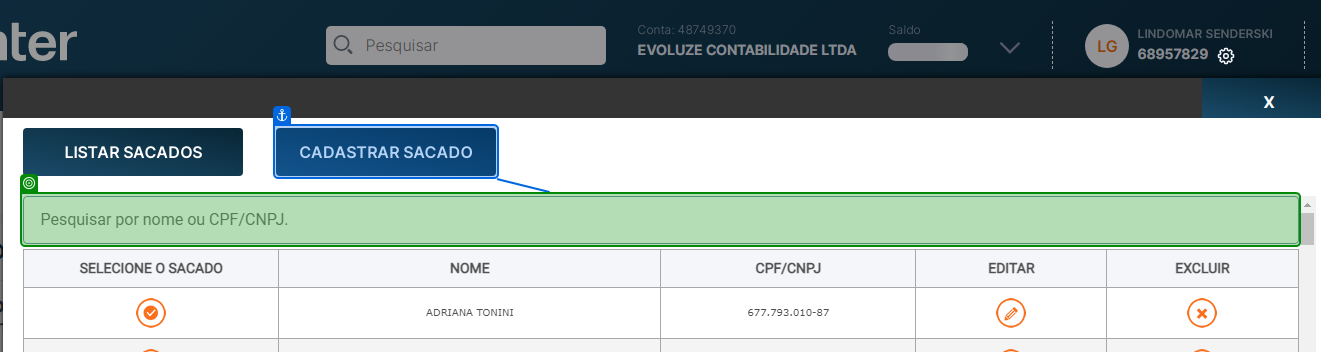 nter
Pesquisar
Conta: 48749370
EVOLUZE CONTABILIDADE LTDA
Saldo
LG
LINDOMAR SENDERSKI
68957829
X
LISTAR SACADOS
CADASTRAR SACADO
Pesquisar por nome ou CPF/CNPJ.
SELECIONE O SACADO NOME CPF/CNPJ EDITAR EXCLUIR
ADRIANA TONINI 677.793.010-87